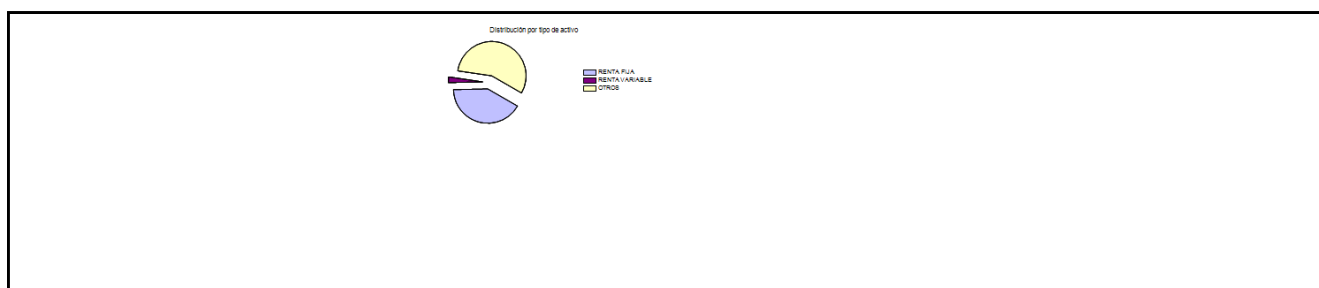 Distribución por tipo de activo
RENTA FIJA
RENTA VARIABLE
OTROS